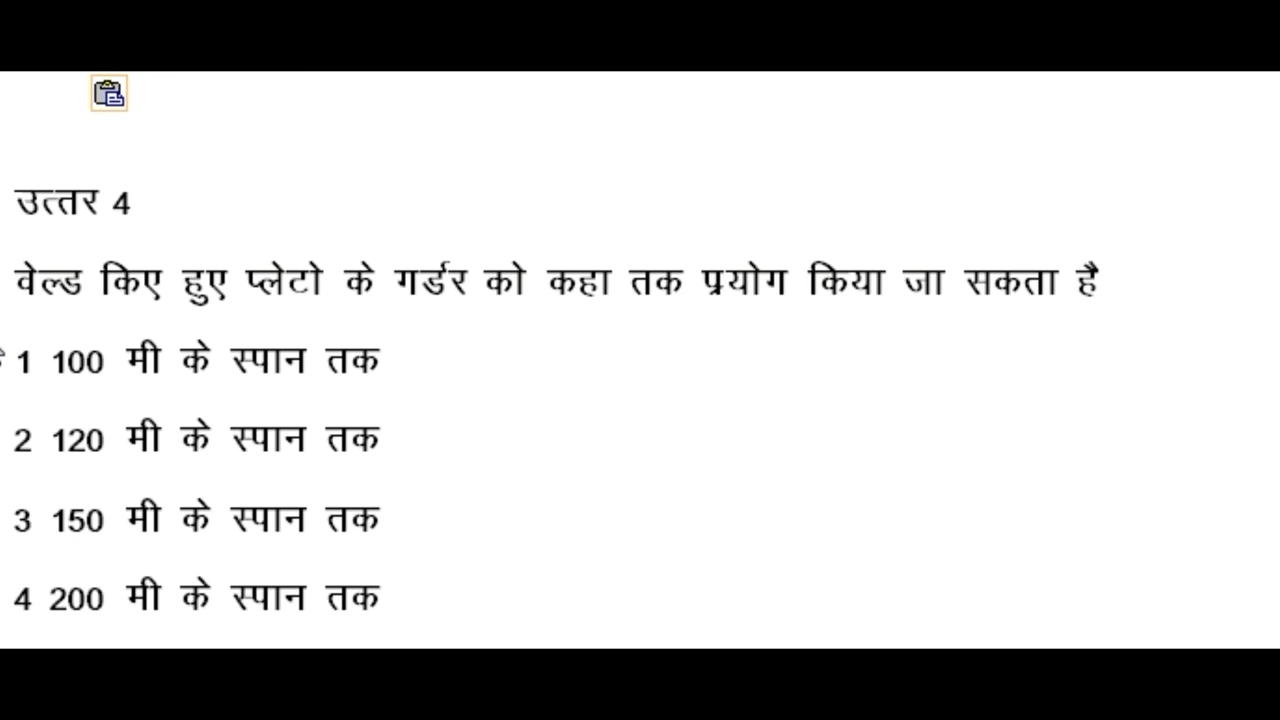 उत्तर 4
वेल्ड किए हुए प्लेटो के गर्डर को कहा तक प्रयोग किया जा सकता है
1 100 मी के स्पान तक
2 120 मी के स्पान तक
3 150 मी के स्पान तक
4 200 मी के स्पान तक